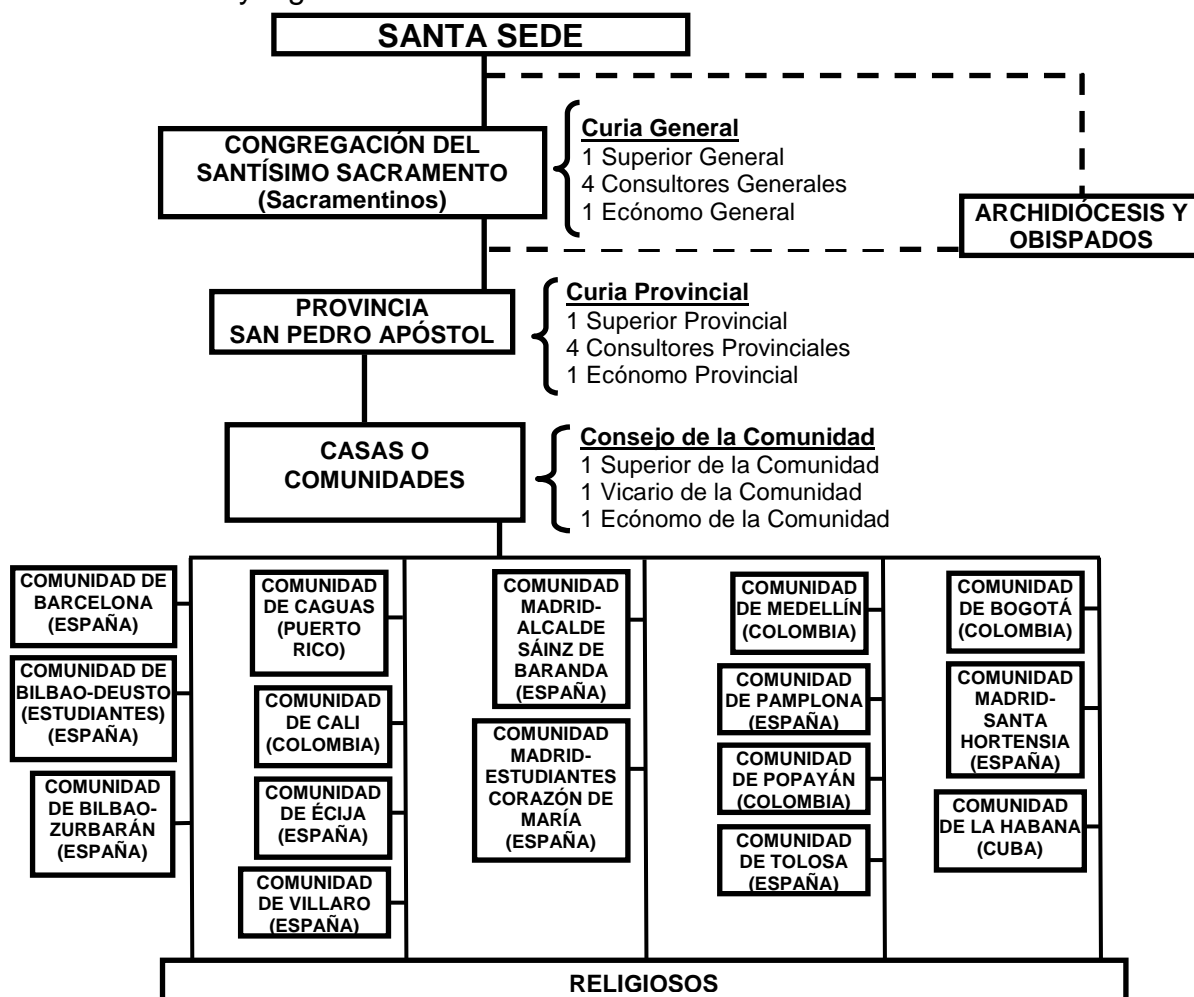 SANTA SEDE
CONGREGACIÓN DEL
SANTÍSIMO SACRAMENTO
(Sacramentinos)
Curia General
1 Superior General
4 Consultores Generales
1 Ecónomo General
ARCHIDIÓCESIS Y
OBISPADOS
PROVINCIA
SAN PEDRO APÓSTOL
Curia Provincial
1 Superior Provincial
4 Consultores Provinciales
1 Ecónomo Provincial
CASAS O
COMUNIDADES
Consejo de la Comunidad
1 Superior de la Comunidad
1 Vicario de la Comunidad
1 Ecónomo de la Comunidad
COMUNIDAD DE
BARCELONA
(ESPAÑA)
COMUNIDAD DE
BILBAO-DEUSTO
(ESTUDIANTES)
(ESPAÑA)
COMUNIDAD
DE BILBAO-
ZURBARÁN
(ESPAÑA)
COMUNIDAD
DE CAGUAS
(PUERTO
RICO)
COMUNIDAD
DE CALI
(COLOMBIA)
COMUNIDAD
DE ÉCIJA
(ESPAÑA)
COMUNIDAD
DE VILLARO
(ESPAÑA)
COMUNIDAD
MADRID-
ALCALDE
SÁINZ DE
BARANDA
(ESPAÑA)
COMUNIDAD
MADRID-
ESTUDIANTES
CORAZÓN DE
MARÍA
(ESPAÑA)
COMUNIDAD
DE MEDELLÍN
(COLOMBIA)
COMUNIDAD
DE PAMPLONA
(ESPAÑA)
COMUNIDAD
DE POPAYÁN
(COLOMBIA)
COMUNIDAD
DE TOLOSA
(ESPAÑA)
COMUNIDAD
DE BOGOTÁ
(COLOMBIA)
COMUNIDAD
MADRID-
SANTA
HORTENSIA
(ESPAÑA)
COMUNIDAD
DE LA HABANA
(CUBA)
RELIGIOSOS